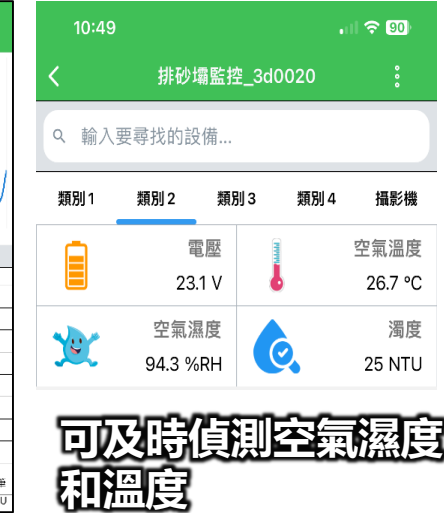 10:49
90
排砂壩監控_3d0020
輸入要尋找的設備...
類別1 類別2 類別3 類別4 攝影機
電壓
23.1 V
空氣溫度
26.7 ºC
空氣濕度
94.3 %RH
濁度
25 NTU
可及時偵測空氣濕度
和溫度
U